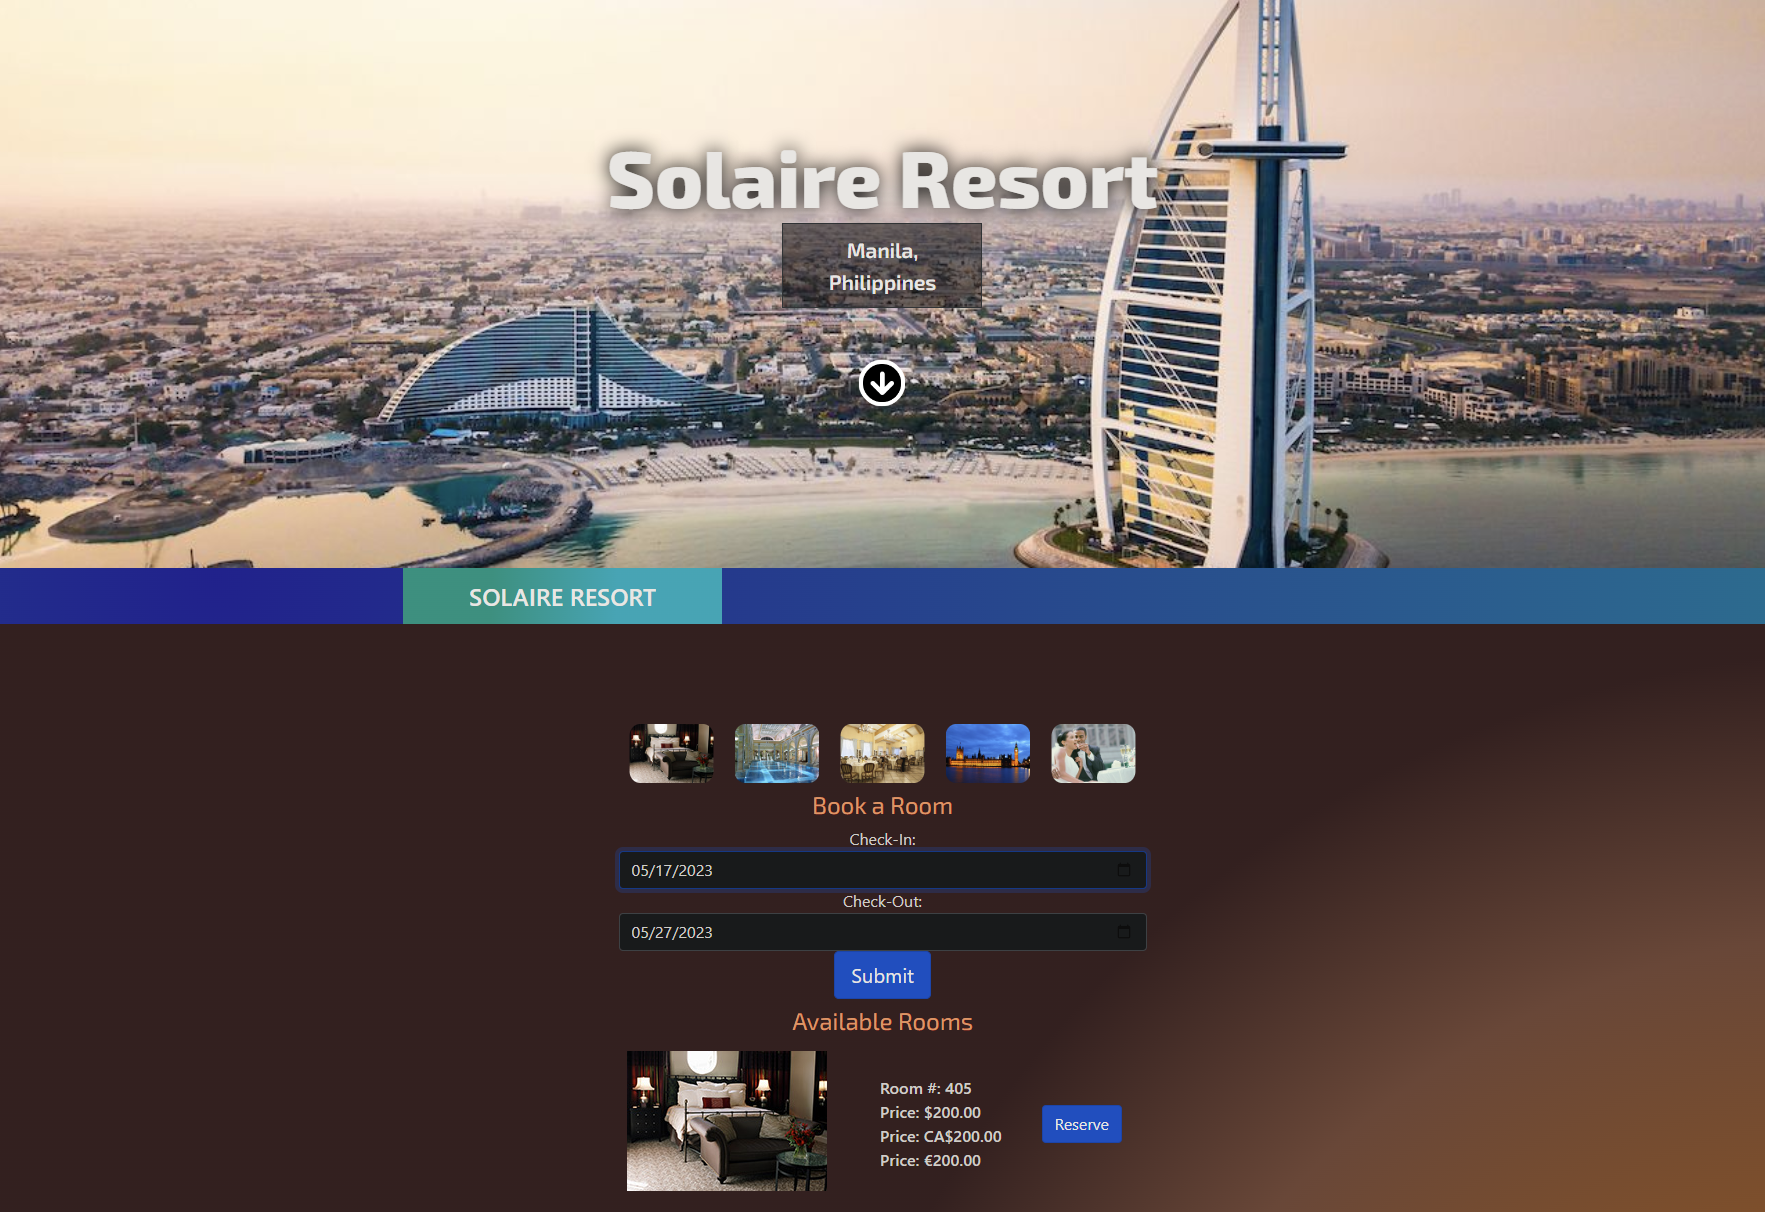 Solaire Resort
Manila,
Philippines
SOLAIRE RESORT
Book a Room
Check-In:
05/17/2023
Check-Out:
05/27/2023
Submit
Available Rooms
Room #: 405
Price: $200.00
Price: CA$200.00
Price: €200.00
Reserve